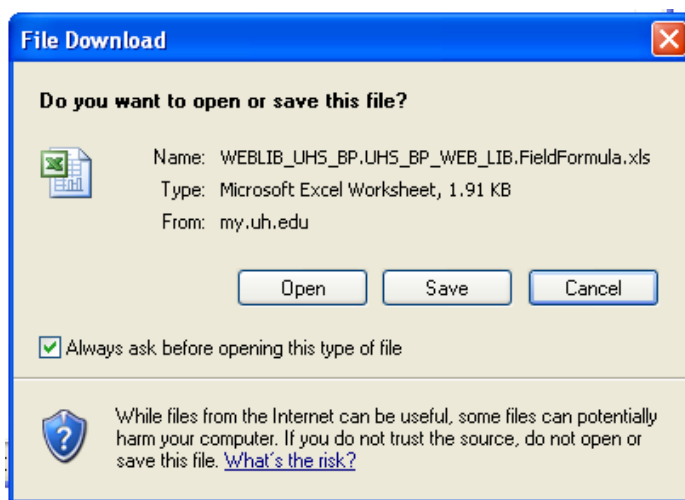 File Download
Do you want to open or save this file?
Name: WEBLIB_UHS_BP.UHS_BP_WEB_LIB.FieldFormula.xls
Type: Microsoft Excel Worksheet, 1.91 KB
From: my.uh.edu
Open Save Cancel
Always ask before opening this type of file
While files from the Internet can be useful, some files can potentially
harm your computer. If you do not trust the source, do not open or
save this file. What's the risk?